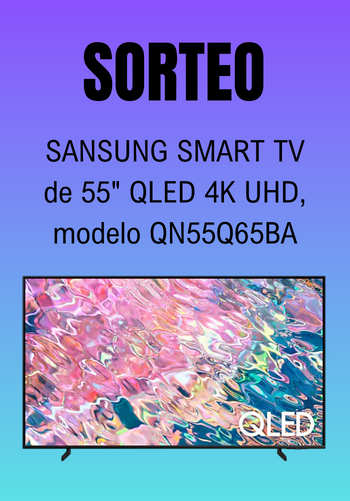 SORTEO
SANSUNG SMART TV
de 55" QLED 4K UHD,
modelo QN55Q65BA
QLED